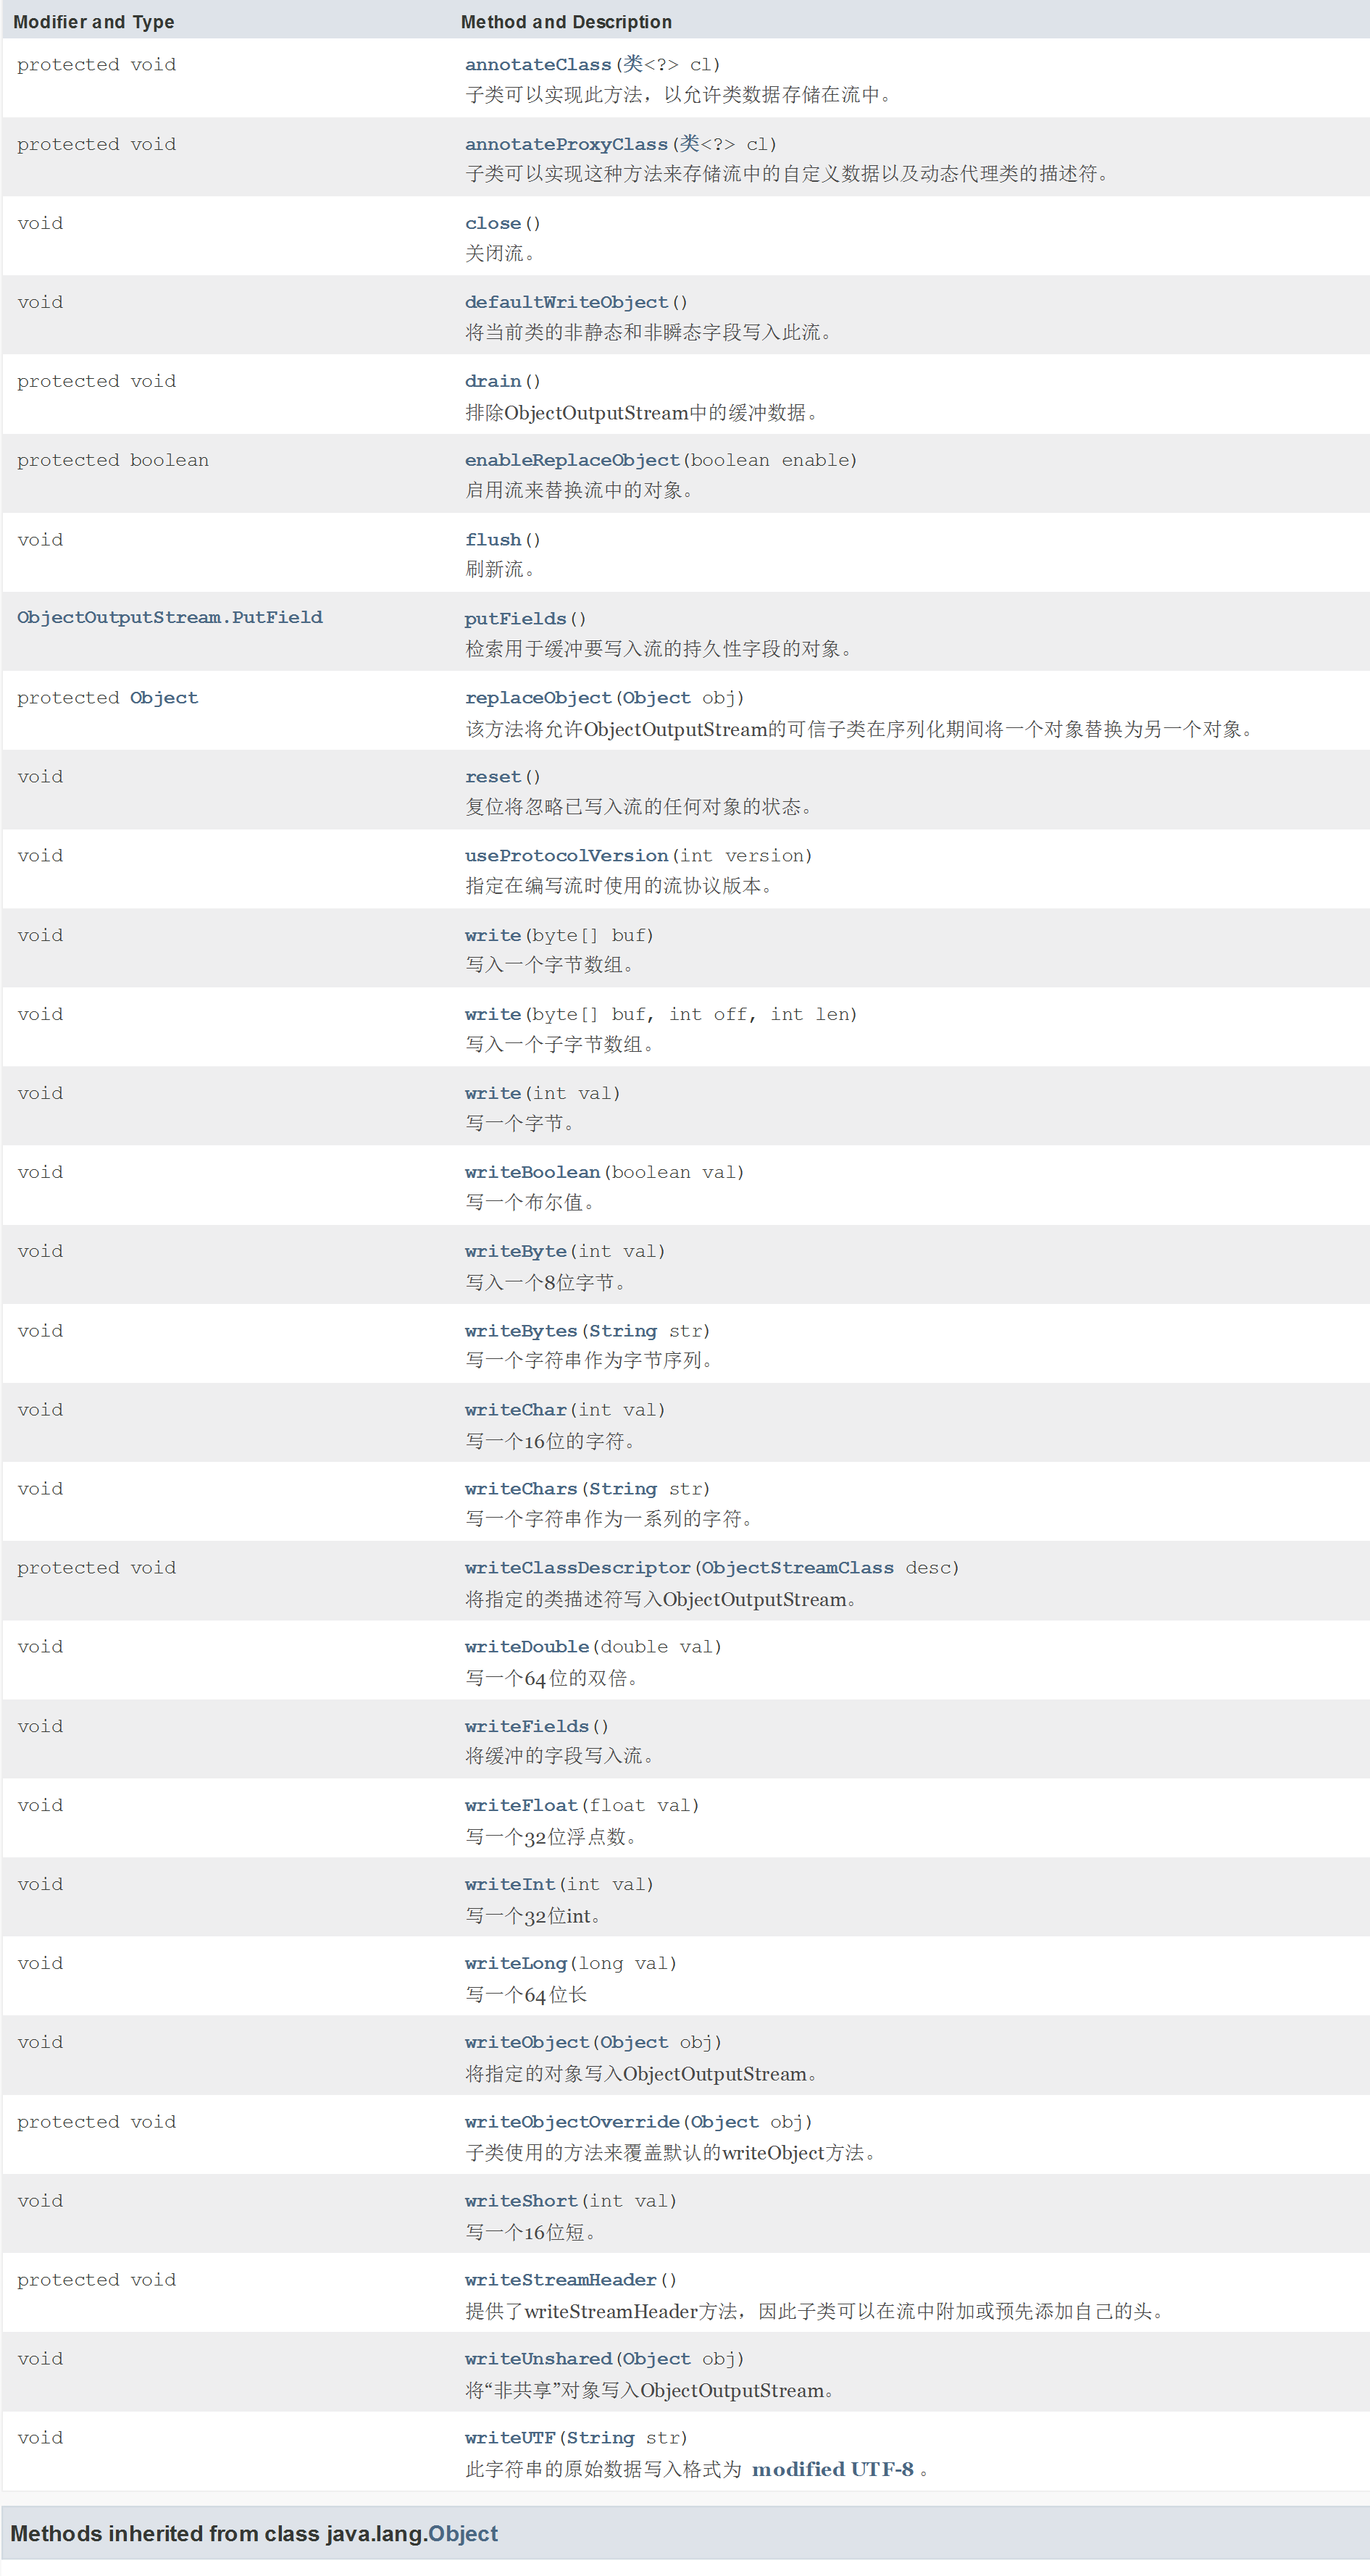 Modifier and Type Method and Description
protected void annotateClass(类<?> cl)
子类可以实现此方法，以允许类数据存储在流中。
protected void annotateProxyClass(类<?> cl)
子类可以实现这种方法来存储流中的自定义数据以及动态代理类的描述符。
void close()
关闭流。
void defaultWriteObject()
将当前类的非静态和非瞬态字段写入此流。
protected void drain()
排除ObjectOutputStream中的缓冲数据。
protected boolean enableReplaceObject(boolean enable)
启用流来替换流中的对象。
void flush()
刷新流。
ObjectOutputStream.PutField putFields()
检索用于缓冲要写入流的持久性字段的对象。
protected Object replaceObject(Object obj)
该方法将允许ObjectOutputStream的可信子类在序列化期间将一个对象替换为另一个对象。
void reset()
复位将忽略已写入流的任何对象的状态。
void useProtocolVersion(int version)
指定在编写流时使用的流协议版本。
void write(byte[] buf)
写入一个字节数组。
void write(byte[] buf, int off, int len)
写入一个子字节数组。
void write(int val)
写一个字节。
void writeBoolean(boolean val)
写一个布尔值。
void writeByte(int val)
写入一个8位字节。
void writeBytes(String str)
写一个字符串作为字节序列。
void writeChar(int val)
写一个16位的字符。
void writeChars(String str)
写一个字符串作为一系列的字符。
protected void writeClassDescriptor(ObjectStreamClass desc)
将指定的类描述符写入ObjectOutputStream。
void writeDouble(double val)
写一个64位的双倍。
void writeFields()
将缓冲的字段写入流。
void writeFloat(float val)
写一个32位浮点数。
void writeInt(int val)
写一个32位int。
void writeLong(long val)
写一个64位长
void writeObject(Object obj)
将指定的对象写入ObjectOutputStream。
protected void writeObjectOverride(Object obj)
子类使用的方法来覆盖默认的writeObject方法。
void writeShort(int val)
写一个16位短。
protected void writeStreamHeader()
提供了writeStreamHeader方法，因此子类可以在流中附加或预先添加自己的头。
void writeUnshared(Object obj)
将“非共享”对象写入ObjectOutputStream。
void writeUTF(String str)
此字符串的原始数据写入格式为 modified UTF-8 。
Methods inherited from class java.lang.Object